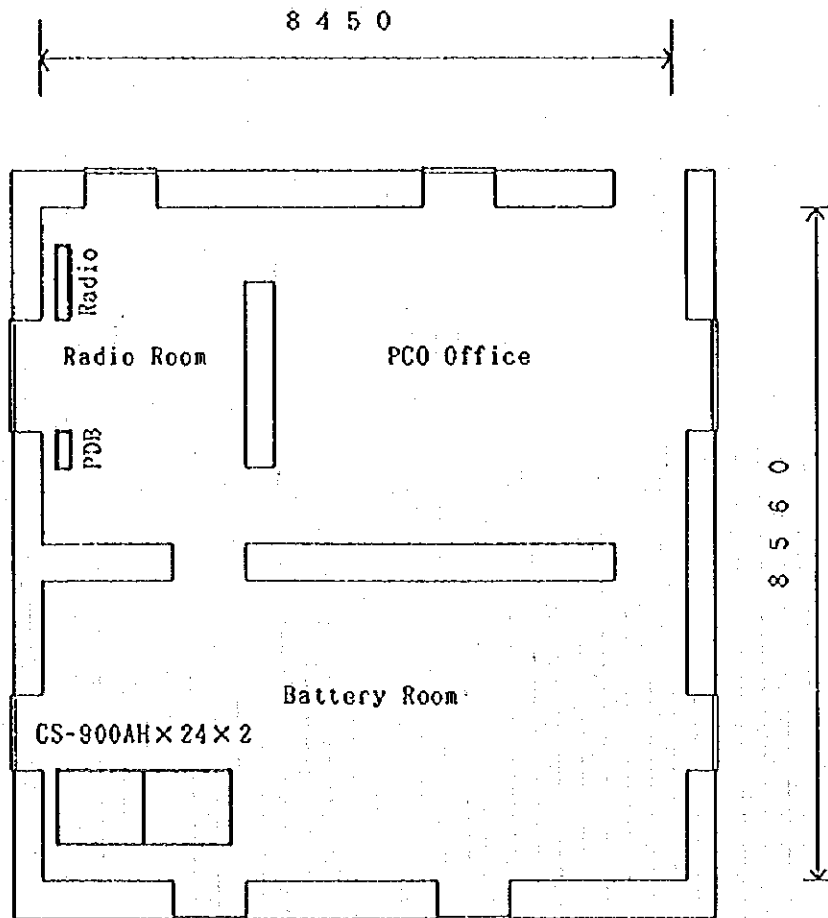 8450
Radio
Radio Room
PCO Office
PDB
8560
Battery Room
CS-900AH×24×2